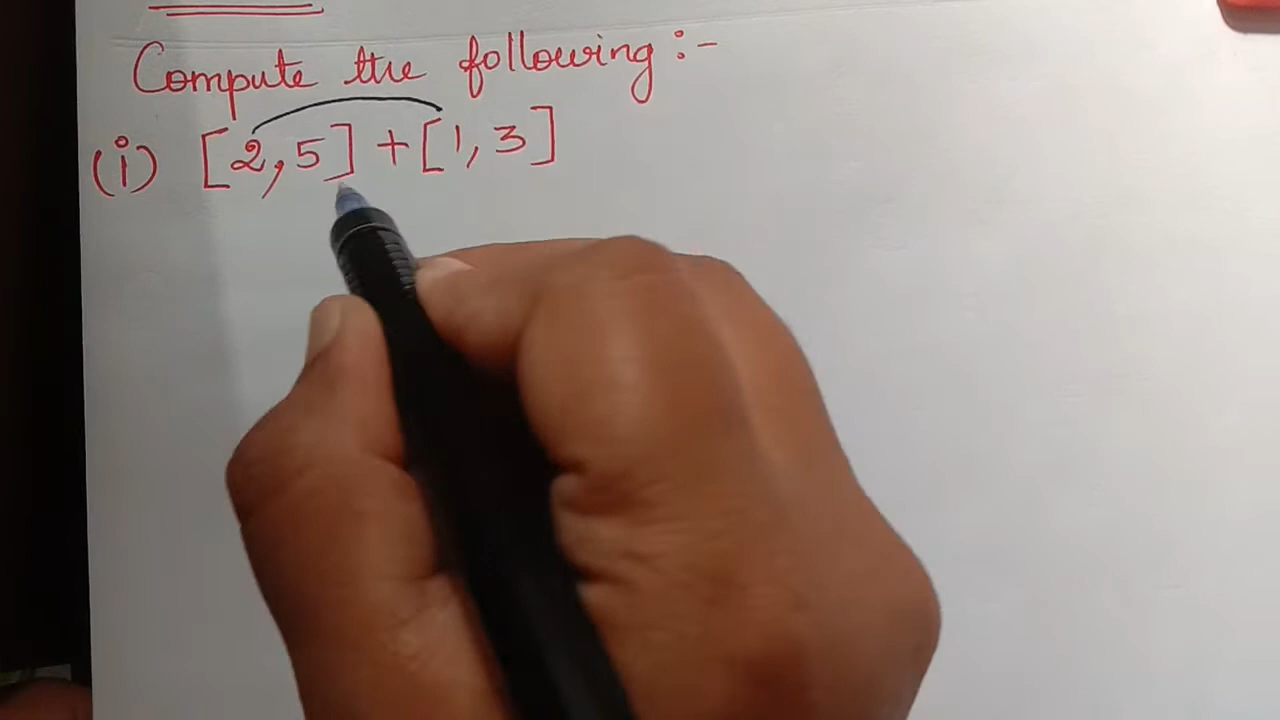 Compute the following :-
(i) [2,5] + [1,3]